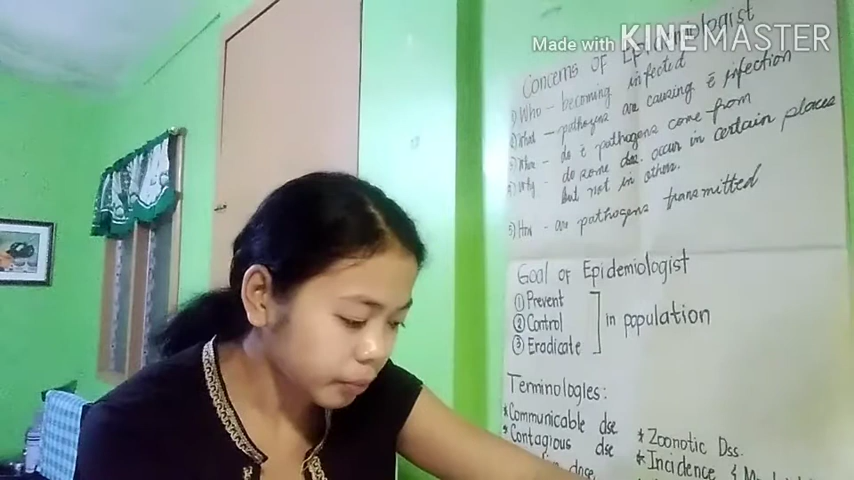 Made with KINEMASTER
Concerns of Epidemiologist
1) Who - becoming infected
2) What - pathogens are causing ē infection
3) Where - do ē pathogens come from
4) Why - do some dse. occur in certain places
but not in others.
5) How - are pathogens transmitted
Goal of Epidemiologist
① Prevent
② Control in population
③ Eradicate
Terminologies:
* Communicable dse
* Contagious dse
* Zoonotic Dss.
* Incidence &